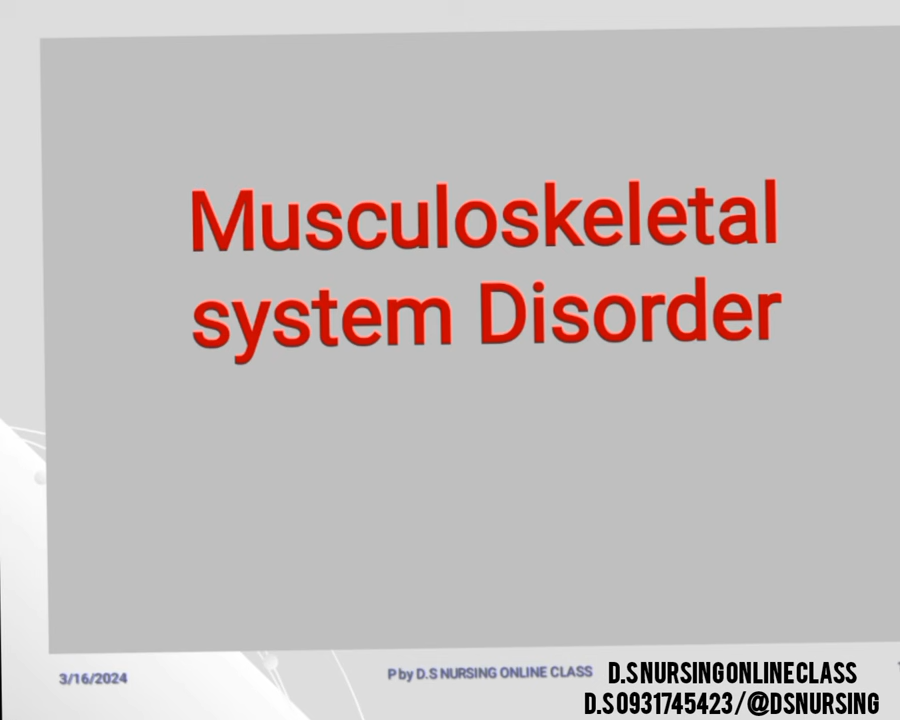 Musculoskeletal
system Disorder
3/16/2024
P by D.S NURSING ONLINE CLASS
D.S NURSING ONLINE CLASS
D.S 0931745423 / @DSNURSING